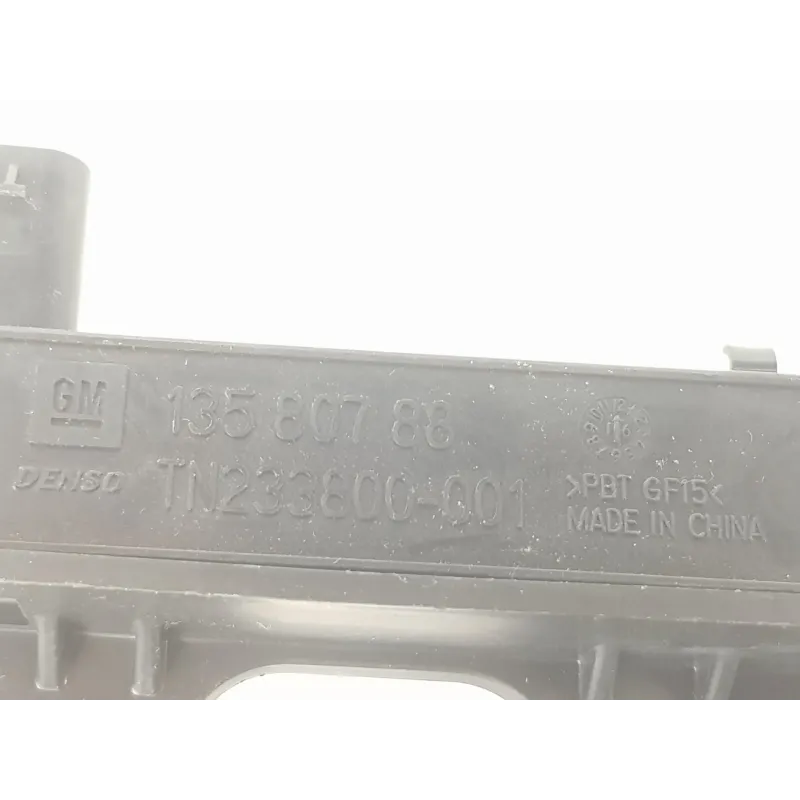 GM
135 807 88
DENSO
TN233800-001
>PBT GF15<
MADE IN CHINA